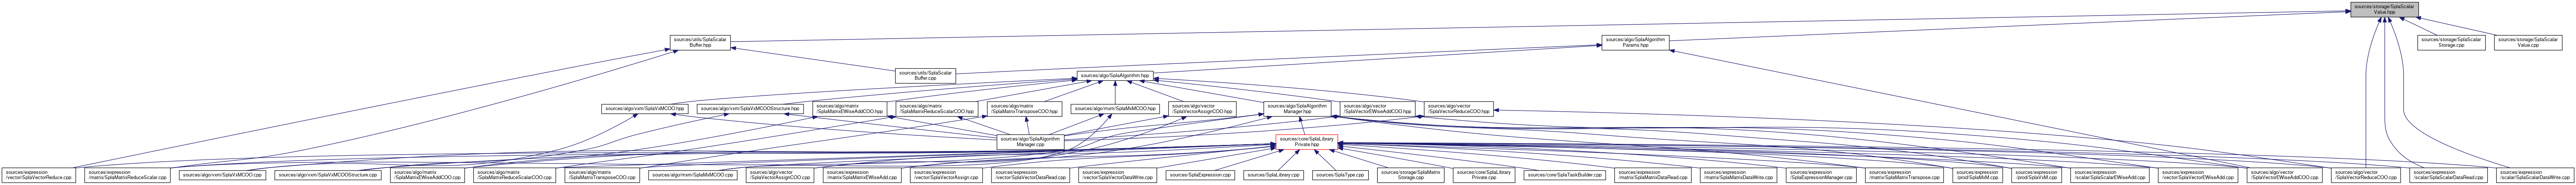 sources/storage/SplaScalar
Value.hpp
sources/utils/SplaScalar
Buffer.hpp
sources/algo/SplaAlgorithm
Params.hpp
sources/storage/SplaScalar
Storage.cpp
sources/storage/SplaScalar
Value.cpp
sources/utils/SplaScalar
Buffer.cpp
sources/algo/SplaAlgorithm.hpp
sources/algo/vxm/SplaVxMCOO.hpp
sources/algo/vxm/SplaVxMCOOStructure.hpp
sources/algo/matrix
/SplaMatrixEWiseAddCOO.hpp
sources/algo/matrix
/SplaMatrixReduceScalarCOO.hpp
sources/algo/matrix
/SplaMatrixTransposeCOO.hpp
sources/algo/mxm/SplaMxMCOO.hpp
sources/algo/vector
/SplaVectorAssignCOO.hpp
sources/algo/SplaAlgorithm
Manager.hpp
sources/algo/vector
/SplaVectorEWiseAddCOO.hpp
sources/algo/vector
/SplaVectorReduceCOO.hpp
sources/algo/SplaAlgorithm
Manager.cpp
sources/core/SplaLibrary
Private.hpp
sources/expression
/vector/SplaVectorReduce.cpp
sources/expression
/matrix/SplaMatrixReduceScalar.cpp
sources/algo/vxm/SplaVxMCOO.cpp
sources/algo/vxm/SplaVxMCOOStructure.cpp
sources/algo/matrix
/SplaMatrixEWiseAddCOO.cpp
sources/algo/matrix
/SplaMatrixReduceScalarCOO.cpp
sources/algo/matrix
/SplaMatrixTransposeCOO.cpp
sources/algo/mxm/SplaMxMCOO.cpp
sources/algo/vector
/SplaVectorAssignCOO.cpp
sources/expression
/matrix/SplaMatrixEWiseAdd.cpp
sources/expression
/vector/SplaVectorAssign.cpp
sources/expression
/vector/SplaVectorDataRead.cpp
sources/expression
/vector/SplaVectorDataWrite.cpp
sources/SplaExpression.cpp
sources/SplaLibrary.cpp
sources/SplaType.cpp
sources/storage/SplaMatrix
Storage.cpp
sources/core/SplaLibrary
Private.cpp
sources/core/SplaTaskBuilder.cpp
sources/expression
/matrix/SplaMatrixDataRead.cpp
sources/expression
/matrix/SplaMatrixDataWrite.cpp
sources/expression
/SplaExpressionManager.cpp
sources/expression
/matrix/SplaMatrixTranspose.cpp
sources/expression
/prod/SplaMxM.cpp
sources/expression
/prod/SplaVxM.cpp
sources/expression
/scalar/SplaScalarEWiseAdd.cpp
sources/expression
/vector/SplaVectorEWiseAdd.cpp
sources/algo/vector
/SplaVectorEWiseAddCOO.cpp
sources/algo/vector
/SplaVectorReduceCOO.cpp
sources/expression
/scalar/SplaScalarDataRead.cpp
sources/expression
/scalar/SplaScalarDataWrite.cpp